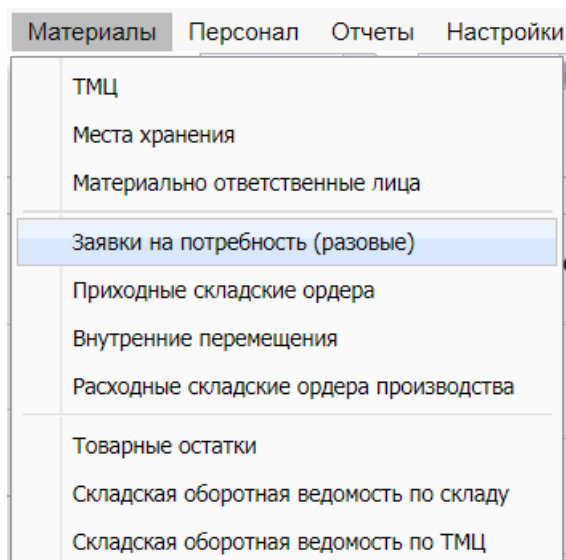 Материалы Персонал Отчеты Настройки
ТМЦ
Места хранения
Материально ответственные лица
Заявки на потребность (разовые)
Приходные складские ордера
Внутренние перемещения
Расходные складские ордера производства
Товарные остатки
Складская оборотная ведомость по складу
Складская оборотная ведомость по ТМЦ